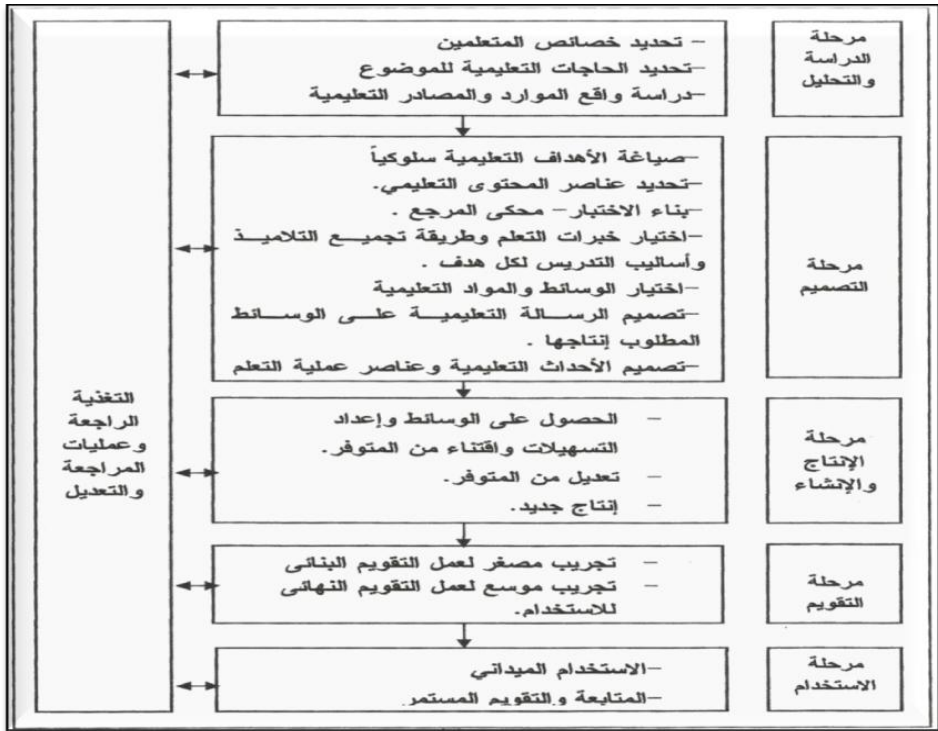 مرحلة
الدراسة
والتحليل
– تحديد خصائص المتعلمين
–تحديد الحاجات التعليمية للموضوع
–دراسة واقع الموارد والمصادر التعليمية
مرحلة
التصميم
–صياغة الأهداف التعليمية سلوكياً
–تحديد عناصر المحتوى التعليمي.
–بناء الاختبار– محكى المرجع .
–اختيار خبرات التعلم وطريقة تجميع التلاميذ
وأساليب التدريس لكل هدف .
–اختيار الوسائط والمواد التعليمية
–تصميم الرسالة التعليمية على الوسائط
المطلوب إنتاجها .
–تصميم الأحداث التعليمية وعناصر عملية التعلم
مرحلة
الإنتاج
والإنشاء
– الحصول على الوسائط وإعداد
التسهيلات واقتناء من المتوفر.
– تعديل من المتوفر.
– إنتاج جديد.
مرحلة
التقويم
– تجريب مصغر لعمل التقويم البنائى
– تجريب موسع لعمل التقويم النهائى
للاستخدام.
مرحلة
الاستخدام
–الاستخدام الميداني
–المتابعة والتقويم المستمر.
التغذية
الراجعة
وعمليات
المراجعة
والتعديل